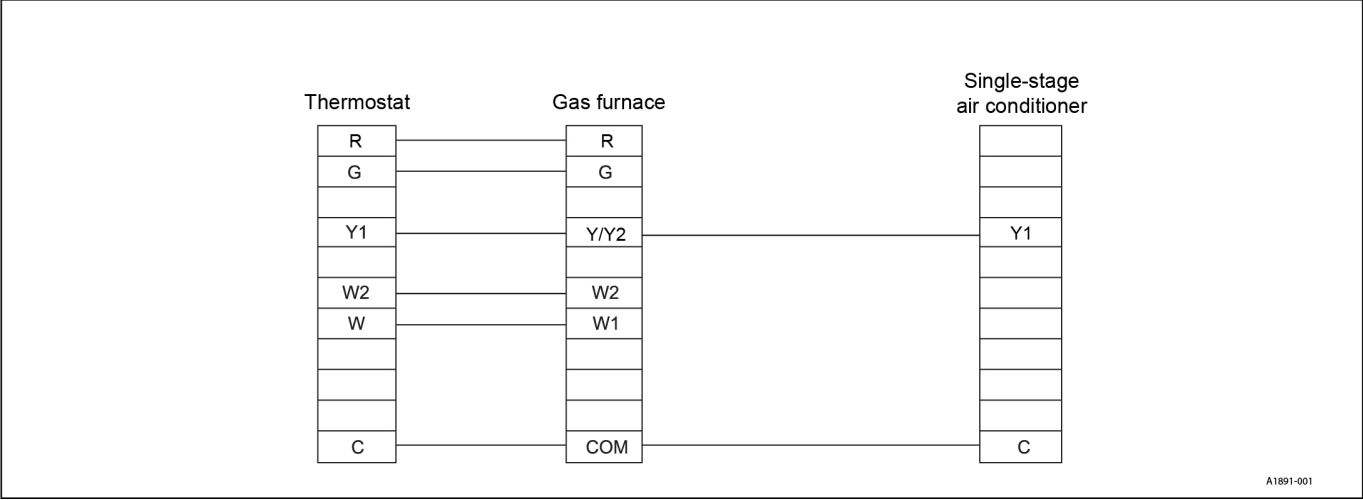 Single-stage
air conditioner
Thermostat
Gas furnace
R
R
G
G
Y1
Y/Y2
Y1
W2
W2
W
W1
C
COM
C
A1891-001